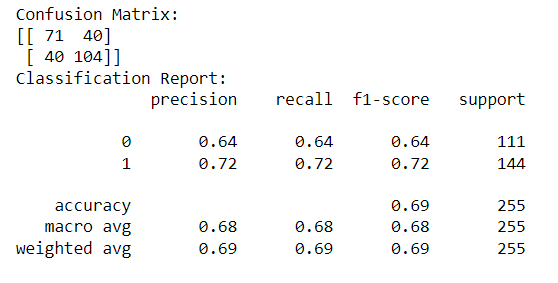 Confusion Matrix:
[[ 71  40]
 [ 40 104]]
Classification Report:
              precision    recall  f1-score   support

           0       0.64      0.64      0.64       111
           1       0.72      0.72      0.72       144

    accuracy                           0.69       255
   macro avg       0.68      0.68      0.68       255
weighted avg       0.69      0.69      0.69       255